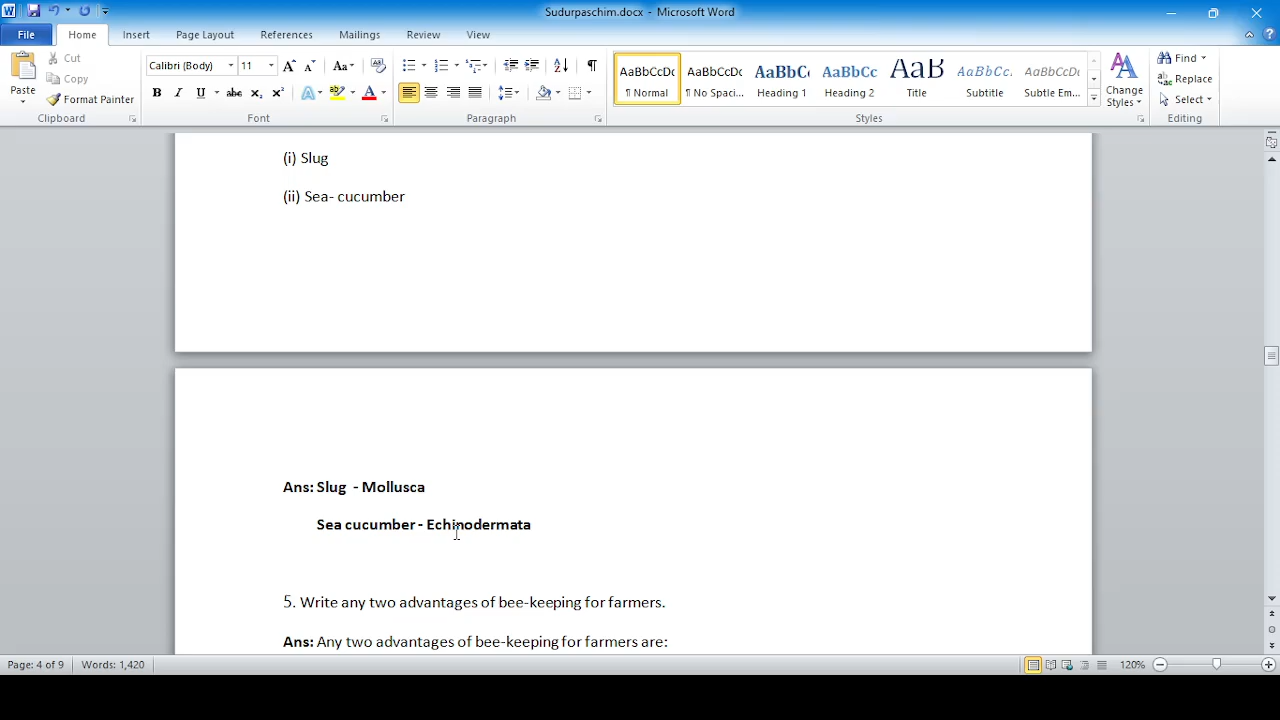 Sudurpaschim.docx - Microsoft Word
File Home Insert Page Layout References Mailings Review View
Paste
Cut
Copy
Format Painter
Clipboard
Calibri (Body) 11
Font
Paragraph
AaBbCcDc AaBbCcDc AaBbC AaBbCc AaB AaBbCc. AaBbCcDc
¶ Normal ¶ No Spaci... Heading 1 Heading 2 Title Subtitle Subtle Em...
Change Styles
Styles
Find
Replace
Select
Editing
(i) Slug
(ii) Sea- cucumber
Ans: Slug - Mollusca
Sea cucumber - Echinodermata
5. Write any two advantages of bee-keeping for farmers.
Ans: Any two advantages of bee-keeping for farmers are:
Page: 4 of 9 Words: 1,420 120%